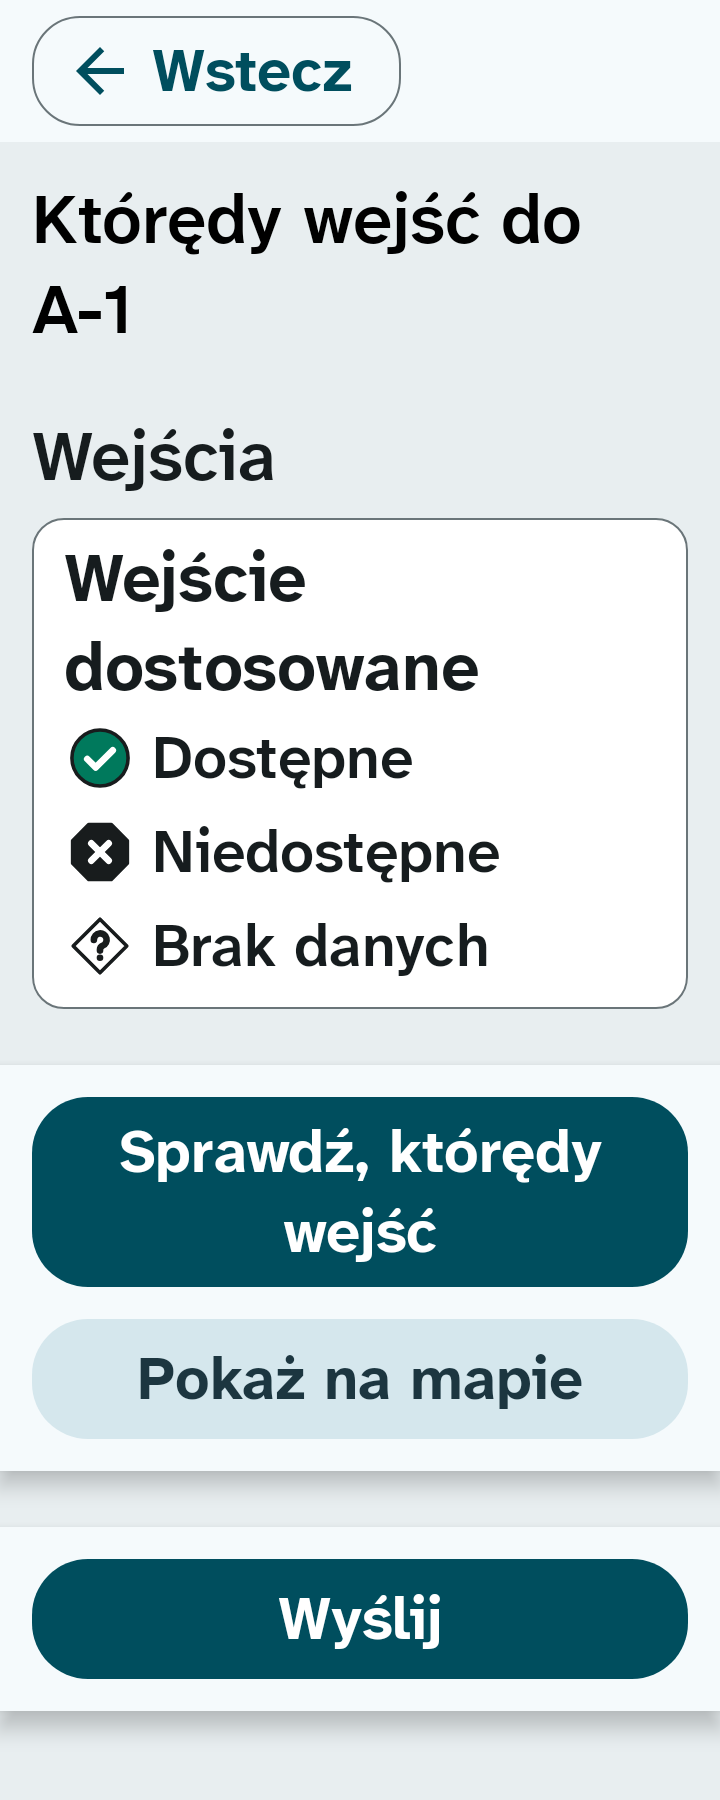 Wstecz
Którędy wejść do
A-1
Wejścia
Wejście
dostosowane
Dostępne
Niedostępne
Brak danych
Sprawdź, którędy
wejść
Pokaż na mapie
Wyślij